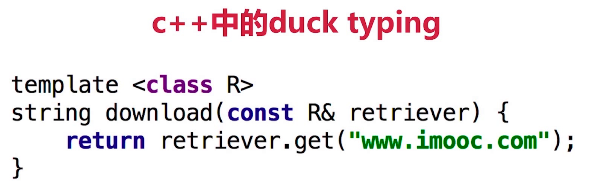 c++中的duck typing
template <class R>
string download(const R& retriever) {
    return retriever.get("www.imooc.com");
}